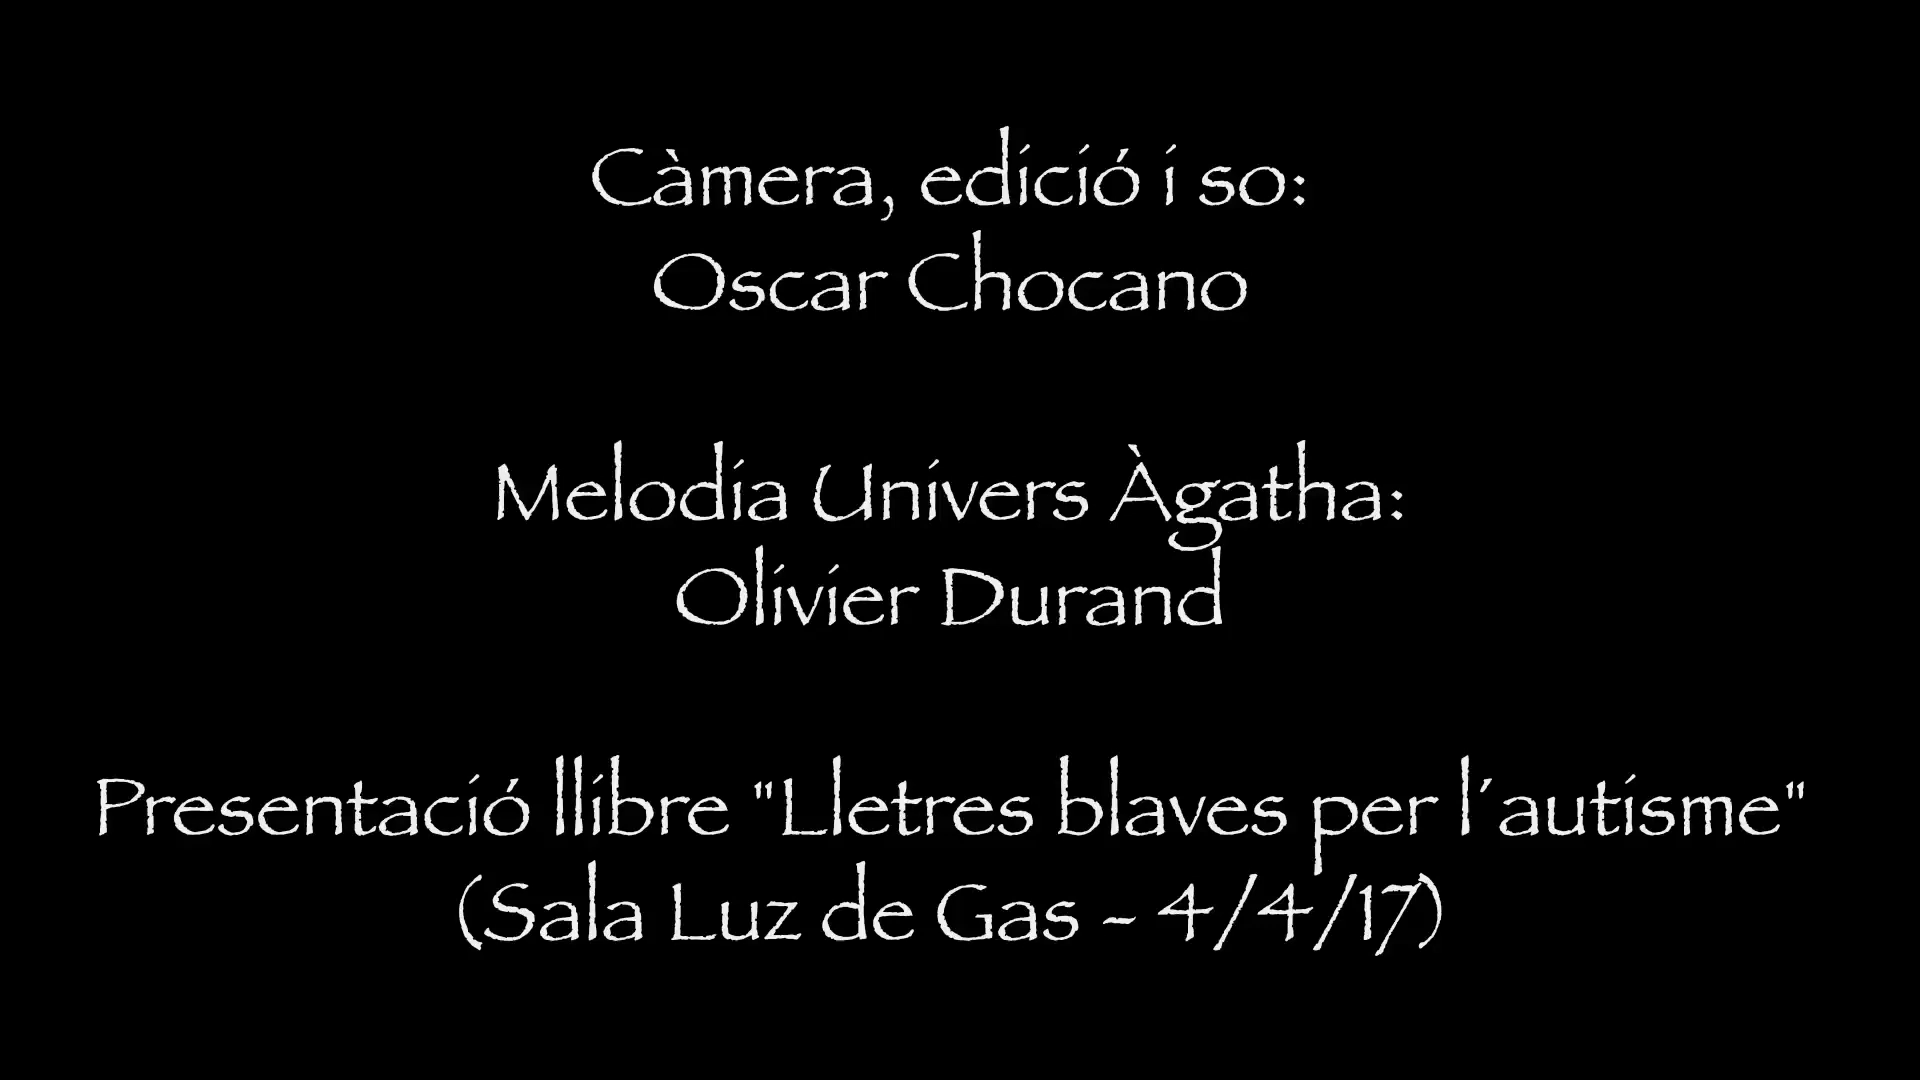 Càmera, edició i so:
Oscar Chocano
Melodia Univers Àgatha:
Olivier Durand
Presentació llibre "Lletres blaves per l´autisme"
(Sala Luz de Gas - 4/4/17)